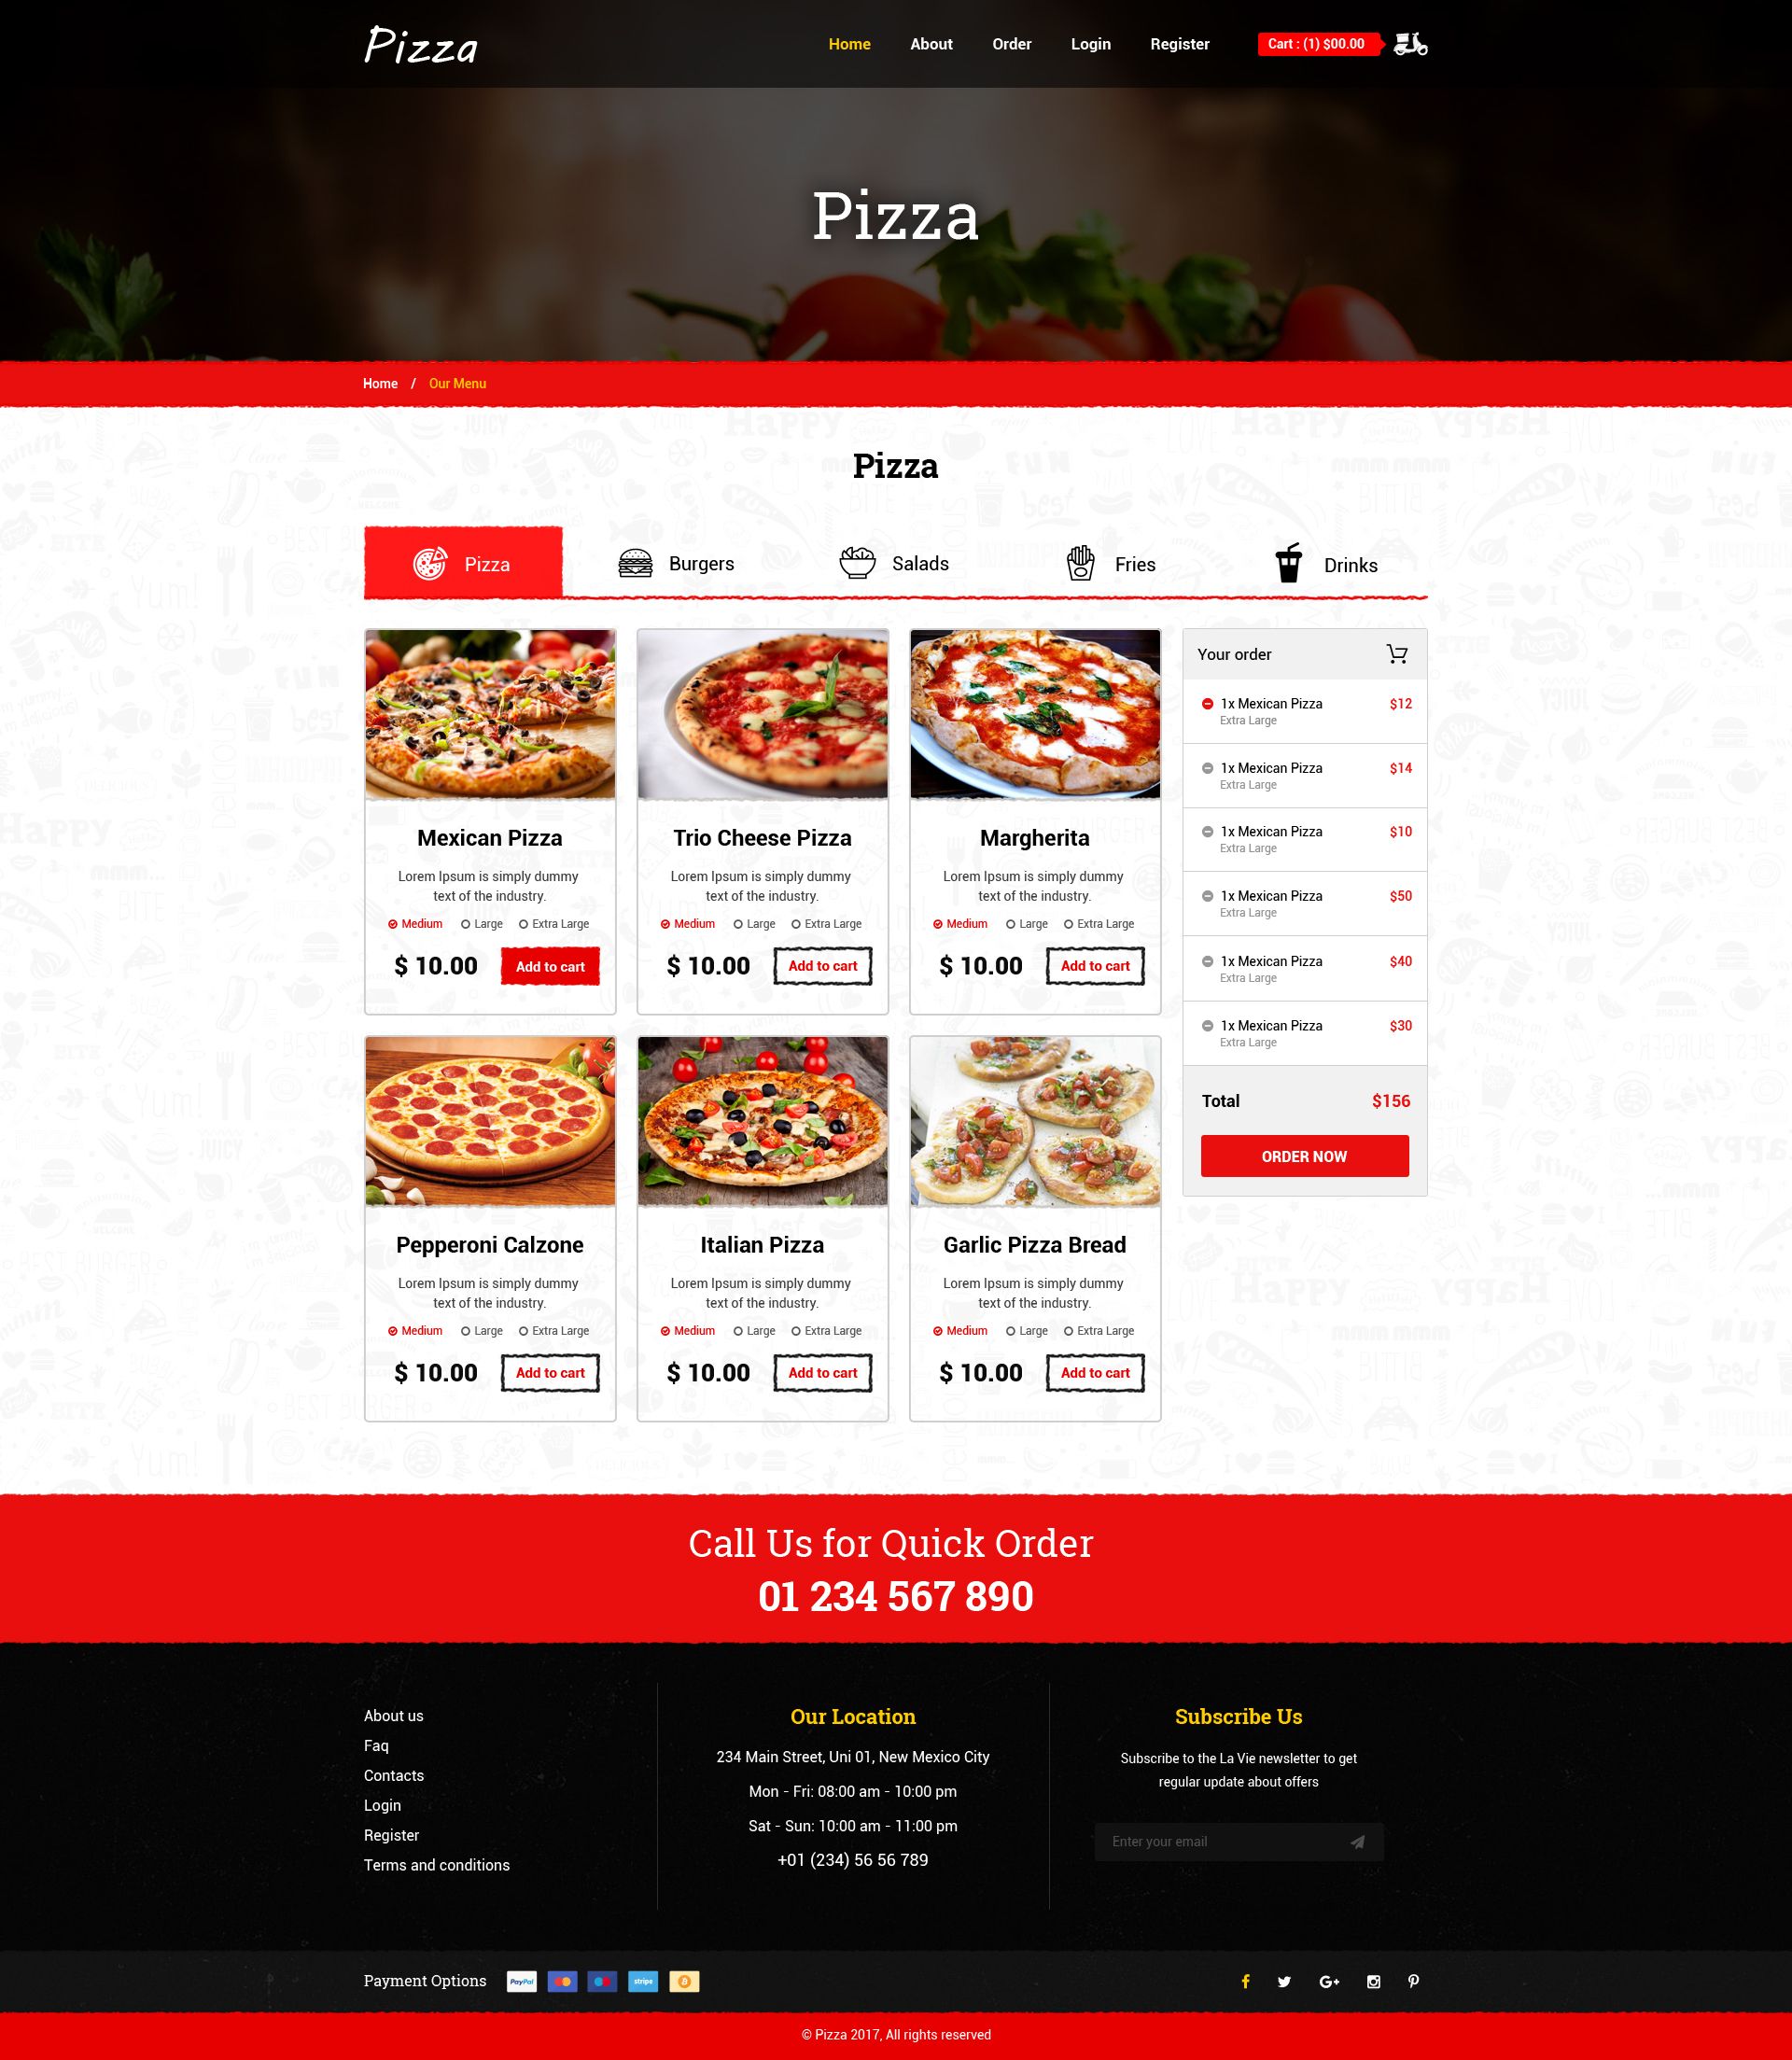 Pizza
Home About Order Login Register Cart : (1) $00.00
Pizza
Home / Our Menu
Pizza
Pizza Burgers Salads Fries Drinks
Mexican Pizza
Lorem Ipsum is simply dummy
text of the industry.
Medium Large Extra Large
$ 10.00 Add to cart
Trio Cheese Pizza
Lorem Ipsum is simply dummy
text of the industry.
Medium Large Extra Large
$ 10.00 Add to cart
Margherita
Lorem Ipsum is simply dummy
text of the industry.
Medium Large Extra Large
$ 10.00 Add to cart
Pepperoni Calzone
Lorem Ipsum is simply dummy
text of the industry.
Medium Large Extra Large
$ 10.00 Add to cart
Italian Pizza
Lorem Ipsum is simply dummy
text of the industry.
Medium Large Extra Large
$ 10.00 Add to cart
Garlic Pizza Bread
Lorem Ipsum is simply dummy
text of the industry.
Medium Large Extra Large
$ 10.00 Add to cart
Your order
1x Mexican Pizza $12
Extra Large
1x Mexican Pizza $14
Extra Large
1x Mexican Pizza $10
Extra Large
1x Mexican Pizza $50
Extra Large
1x Mexican Pizza $40
Extra Large
1x Mexican Pizza $30
Extra Large
Total $156
ORDER NOW
Call Us for Quick Order
01 234 567 890
About us
Faq
Contacts
Login
Register
Terms and conditions
Our Location
234 Main Street, Uni 01, New Mexico City
Mon - Fri: 08:00 am - 10:00 pm
Sat - Sun: 10:00 am - 11:00 pm
+01 (234) 56 56 789
Subscribe Us
Subscribe to the La Vie newsletter to get
regular update about offers
Enter your email
Payment Options PayPal stripe
© Pizza 2017, All rights reserved